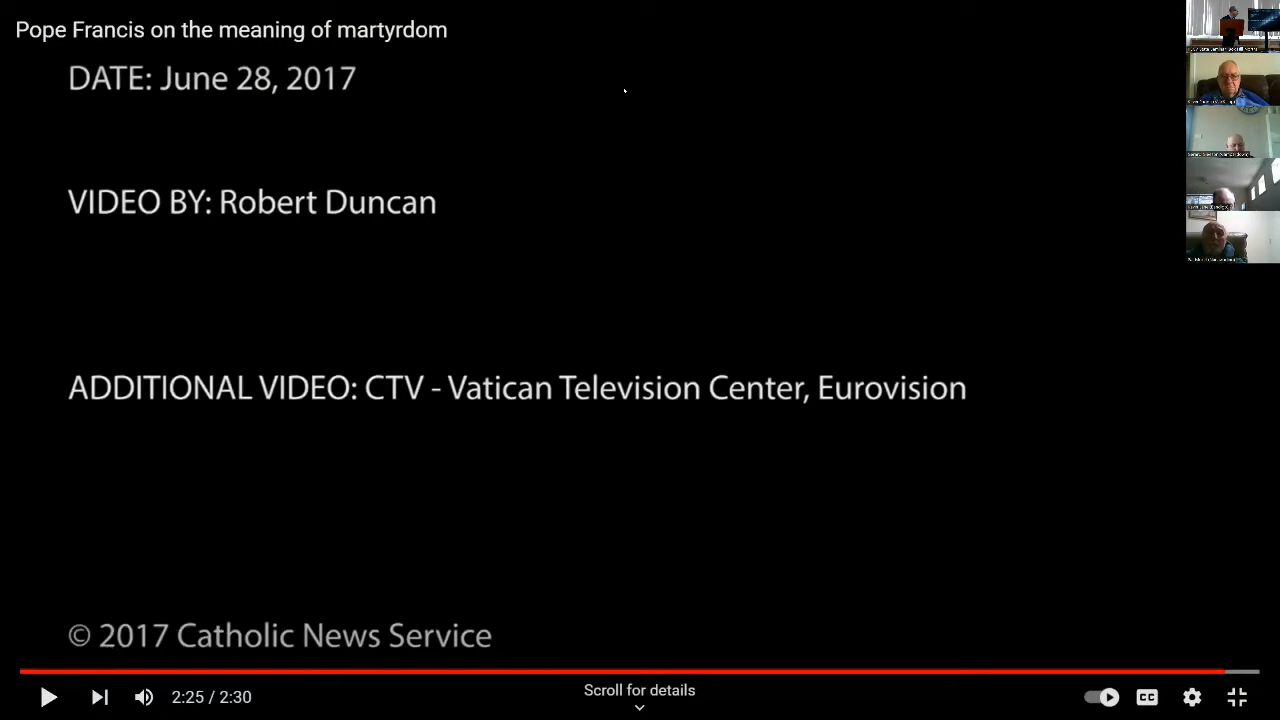 Pope Francis on the meaning of martyrdom
DATE: June 28, 2017
VIDEO BY: Robert Duncan
ADDITIONAL VIDEO: CTV - Vatican Television Center, Eurovision
© 2017 Catholic News Service
2:25 / 2:30
Scroll for details
CC